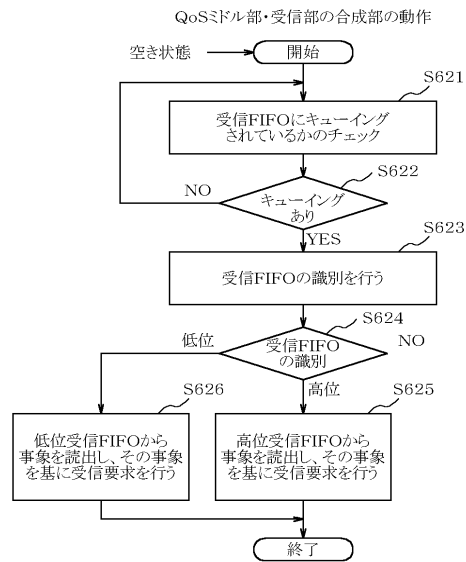 QoSミドル部・受信部の合成部の動作
空き状態
開始
S621
受信FIFOにキューイング
されているかのチェック
S622
NO
キューイング
あり
YES
S623
受信FIFOの識別を行う
S624
低位
受信FIFO
の識別
NO
高位
S626
S625
低位受信FIFOから
事象を読出し、その事象
を基に受信要求を行う
高位受信FIFOから
事象を読出し、その事象
を基に受信要求を行う
終了